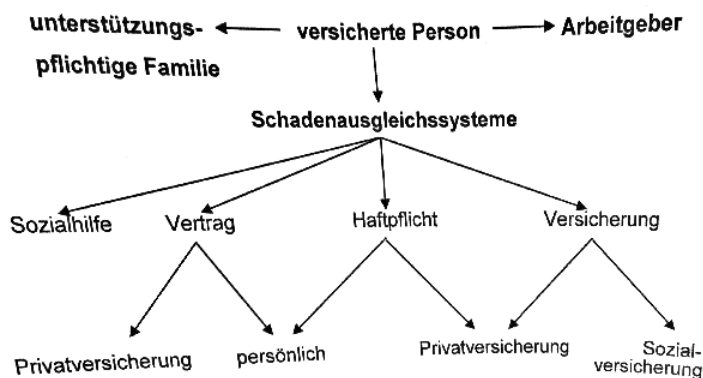 unterstützungs- versicherte Person Arbeitgeber
pflichtige Familie
Schadenausgleichssysteme
Sozialhilfe Vertrag Haftpflicht Versicherung
Privatversicherung persönlich Privatversicherung Sozial-
versicherung